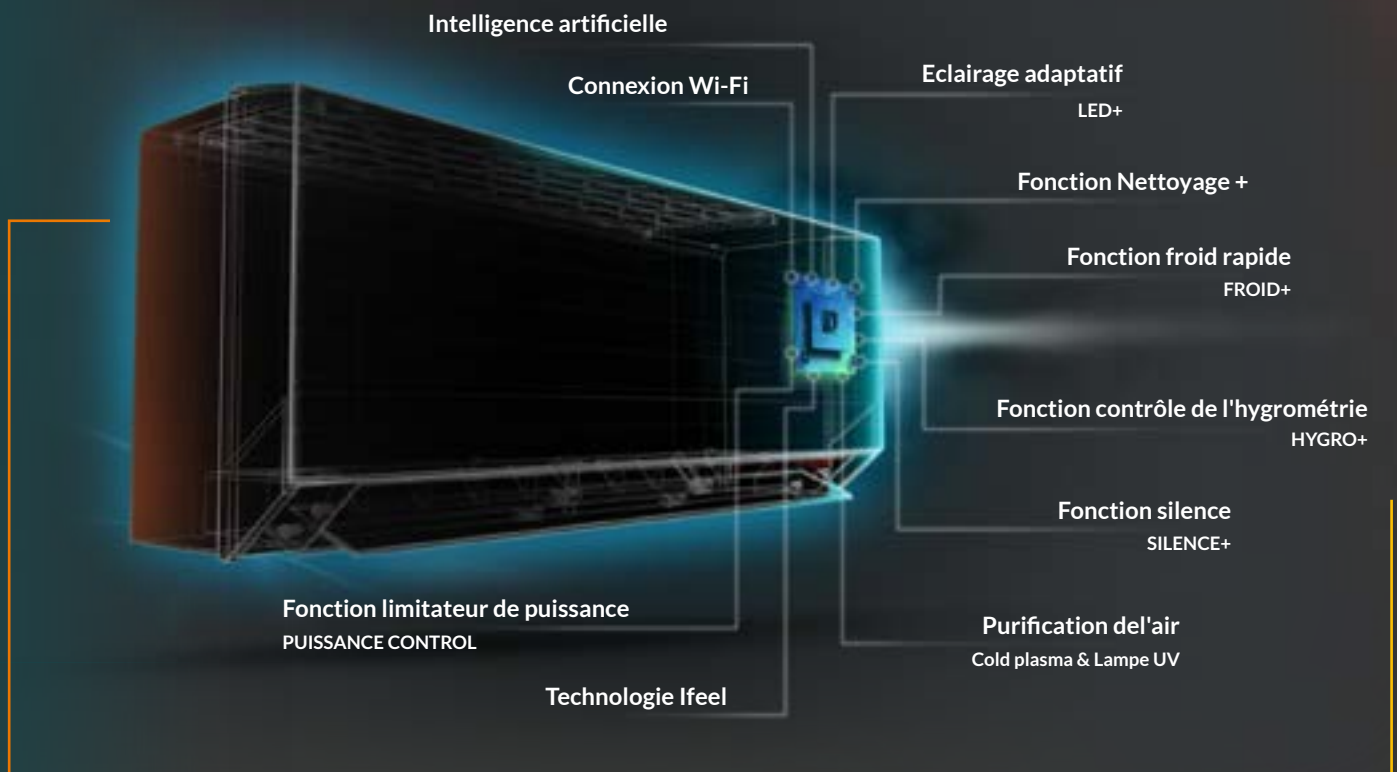 Intelligence artificielle
Connexion Wi-Fi
Eclairage adaptatif
LED+
Fonction Nettoyage +
Fonction froid rapide
FROID+
Fonction contrôle de l'hygrométrie
HYGRO+
Fonction silence
SILENCE+
Fonction limitateur de puissance
PUISSANCE CONTROL
Purification del'air
Cold plasma & Lampe UV
Technologie Ifeel